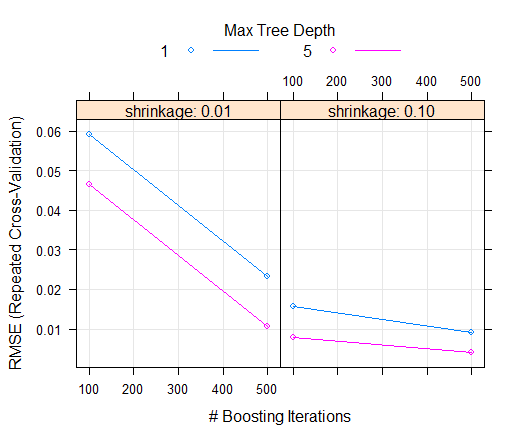 Max Tree Depth
1 5
100 200 300 400 500
shrinkage: 0.01 shrinkage: 0.10
RMSE (Repeated Cross-Validation)
0.06
0.05
0.04
0.03
0.02
0.01
100 200 300 400 500
# Boosting Iterations